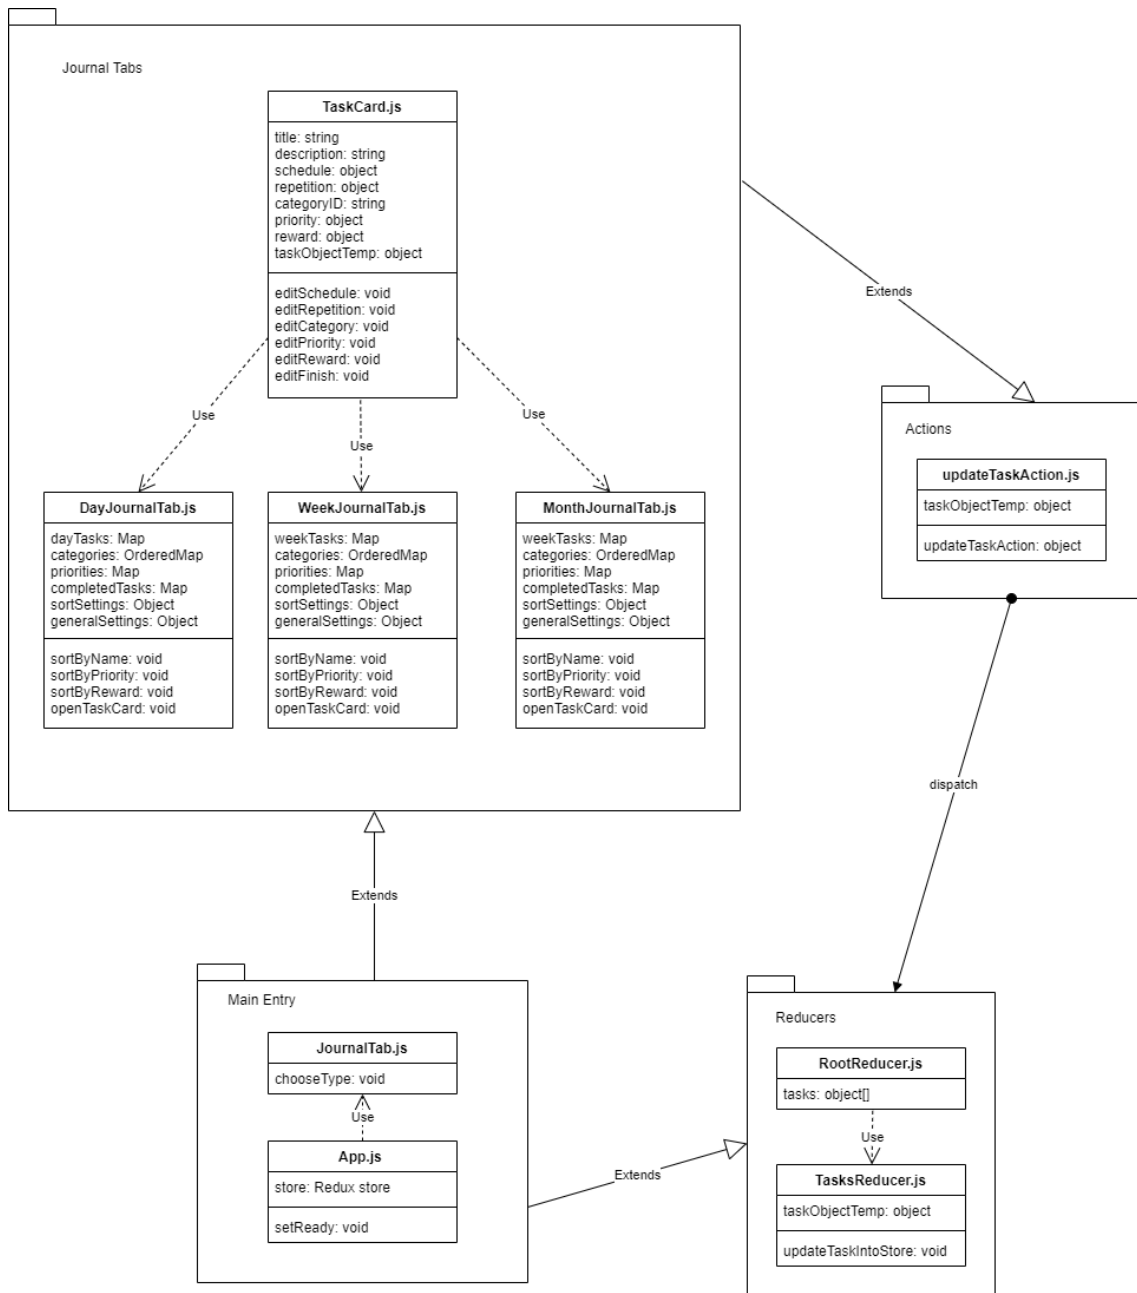 Journal Tabs
TaskCard.js
title: string
description: string
schedule: object
repetition: object
categoryID: string
priority: object
reward: object
taskObjectTemp: object
editSchedule: void
editRepetition: void
editCategory: void
editPriority: void
editReward: void
editFinish: void
Use
Use
Use
DayJournalTab.js
dayTasks: Map
categories: OrderedMap
priorities: Map
completedTasks: Map
sortSettings: Object
generalSettings: Object
sortByName: void
sortByPriority: void
sortByReward: void
openTaskCard: void
WeekJournalTab.js
weekTasks: Map
categories: OrderedMap
priorities: Map
completedTasks: Map
sortSettings: Object
generalSettings: Object
sortByName: void
sortByPriority: void
sortByReward: void
openTaskCard: void
MonthJournalTab.js
weekTasks: Map
categories: OrderedMap
priorities: Map
completedTasks: Map
sortSettings: Object
generalSettings: Object
sortByName: void
sortByPriority: void
sortByReward: void
openTaskCard: void
Extends
Actions
updateTaskAction.js
taskObjectTemp: object
updateTaskAction: object
dispatch
Extends
Main Entry
JournalTab.js
chooseType: void
Use
App.js
store: Redux store
setReady: void
Extends
Reducers
RootReducer.js
tasks: object[]
Use
TasksReducer.js
taskObjectTemp: object
updateTaskIntoStore: void